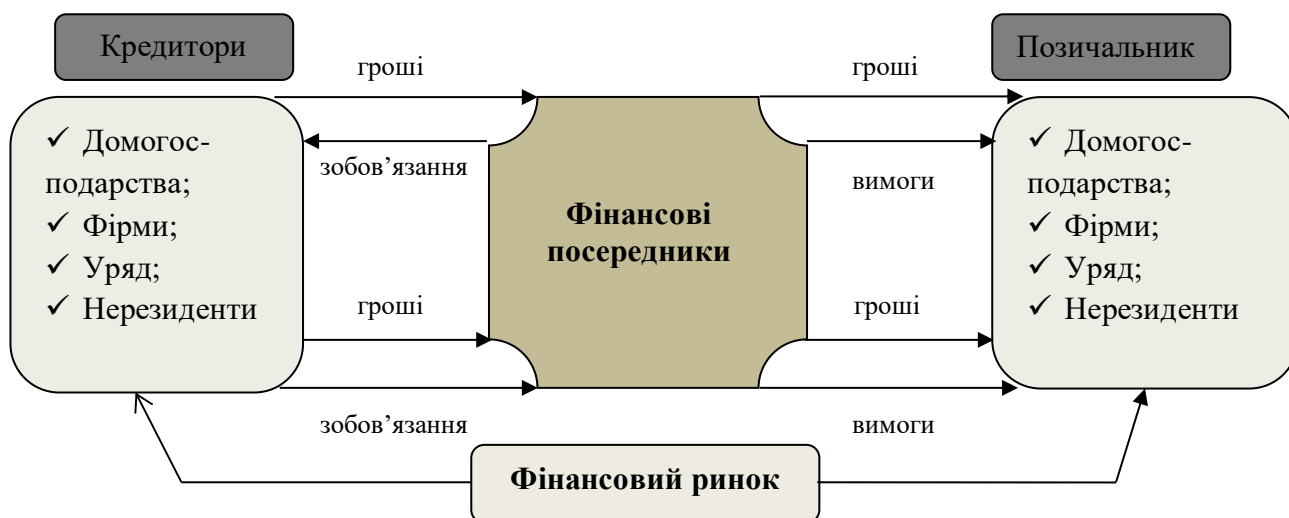 Кредитори
Позичальник
гроші
гроші
✓ Домогос-
подарства;
✓ Фірми;
✓ Уряд;
✓ Нерезиденти
зобов’язання
гроші
зобов’язання
Фінансові
посередники
вимоги
гроші
вимоги
✓ Домогос-
подарства;
✓ Фірми;
✓ Уряд;
✓ Нерезиденти
Фінансовий ринок